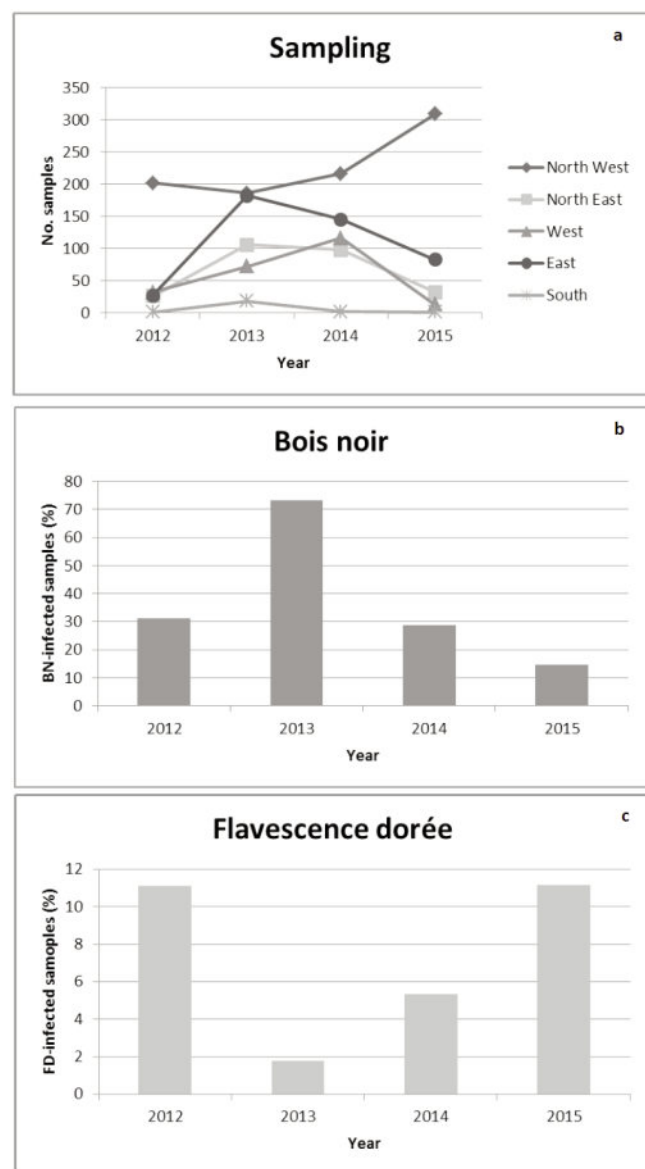 a
Sampling
No. samples
350
300
250
200
150
100
50
0
2012 2013 2014 2015
Year
North West
North East
West
East
South
b
Bois noir
BN-infected samples (%)
80
70
60
50
40
30
20
10
0
2012 2013 2014 2015
Year
c
Flavescence dorée
FD-infected samoples (%)
12
10
8
6
4
2
0
2012 2013 2014 2015
Year